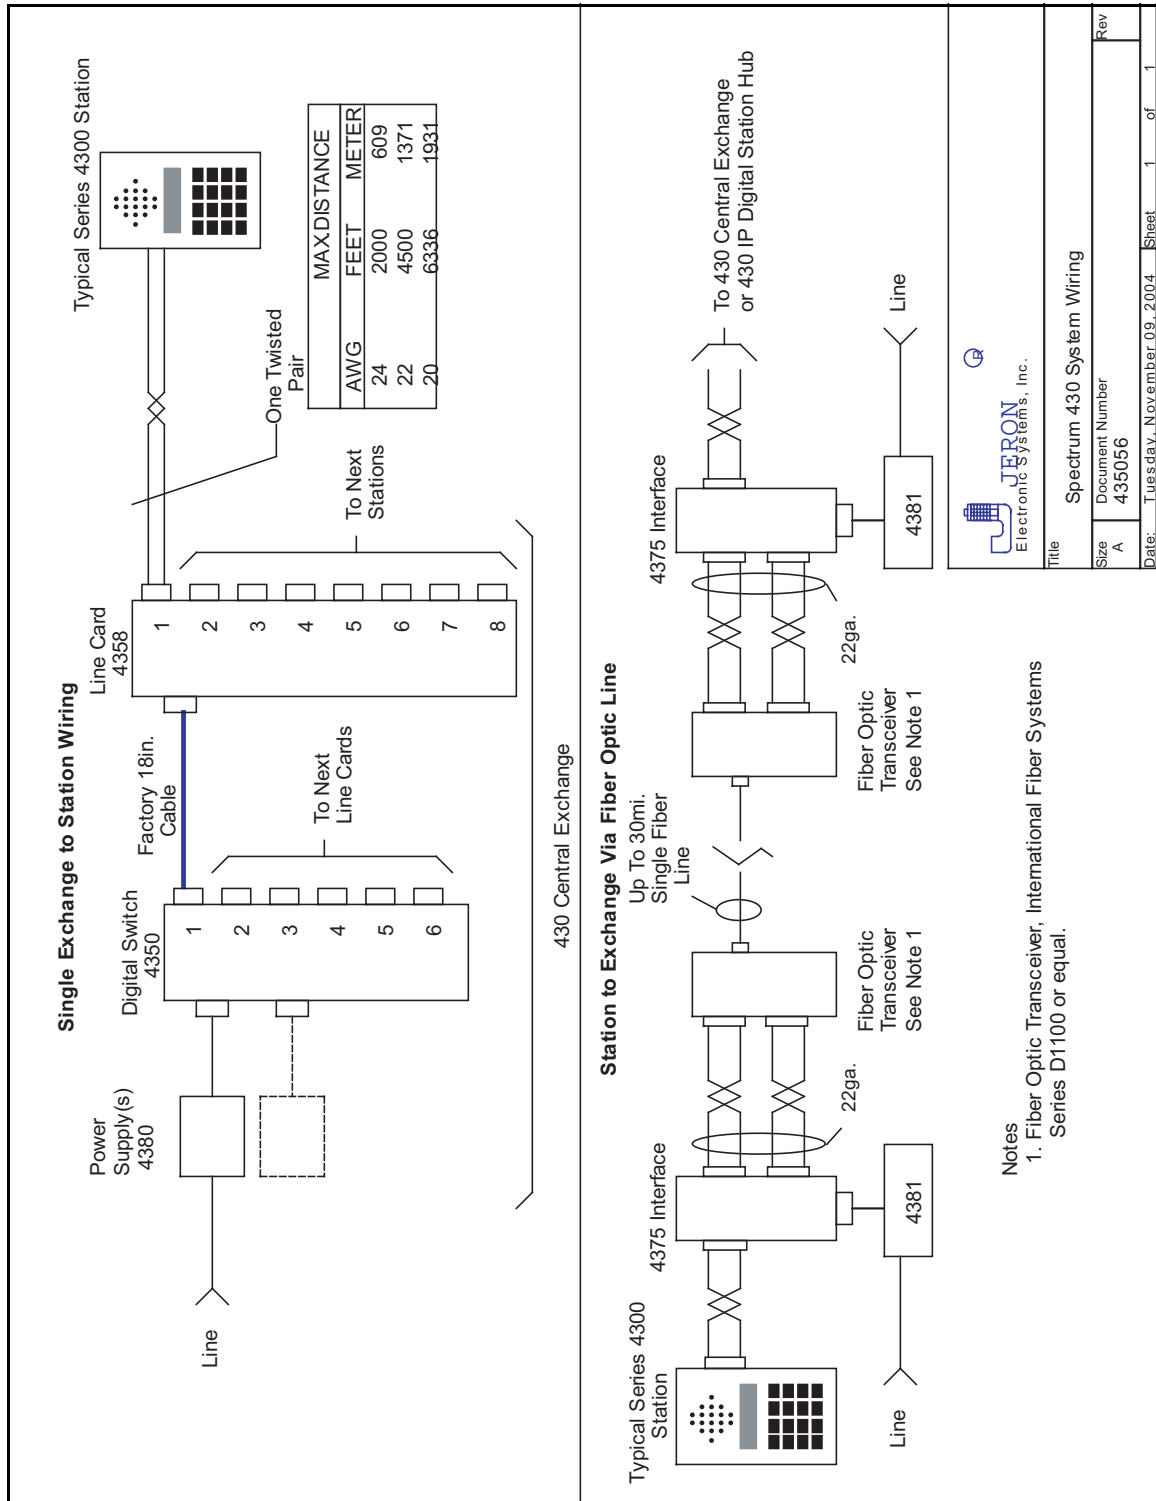 Single Exchange to Station Wiring
Power
Supply(s)
4380
Line
Digital Switch
4350
1
2
3
4
5
6
To Next
Line Cards
Factory 18in.
Cable
Line Card
4358
1
2
3
4
5
6
7
8
To Next
Stations
One Twisted
Pair
Typical Series 4300 Station
MAX.DISTANCE
AWG FEET METER
24 2000 609
22 4500 1371
20 6336 1931
430 Central Exchange
Station to Exchange Via Fiber Optic Line
Typical Series 4300
Station
4375 Interface
4381
Line
22ga.
Fiber Optic
Transceiver
See Note 1
Up To 30mi.
Single Fiber
Line
Fiber Optic
Transceiver
See Note 1
22ga.
4375 Interface
4381
Line
To 430 Central Exchange
or 430 IP Digital Station Hub
Notes
1. Fiber Optic Transceiver, International Fiber Systems
Series D1100 or equal.
JERON
R
Electronic Systems, Inc.
Title
Spectrum 430 System Wiring
Size
A
Document Number
435056
Rev
Date: Tuesday, November 09, 2004 Sheet 1 of 1